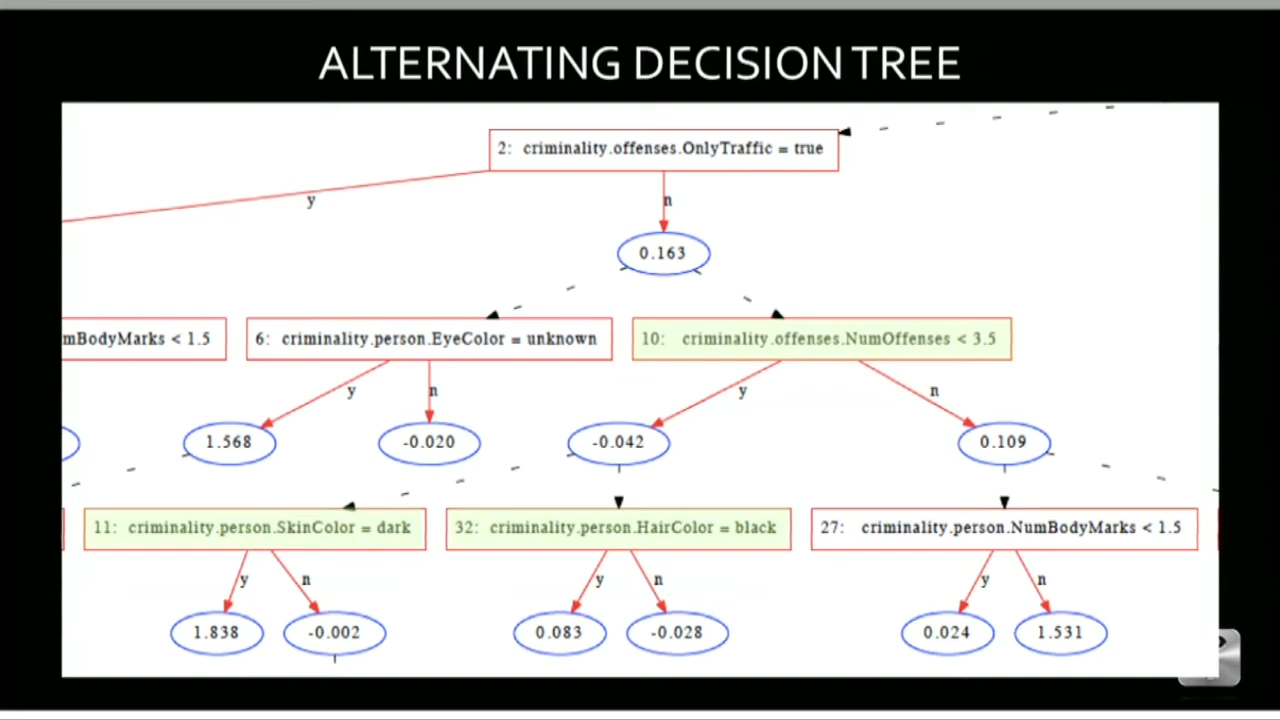 ALTERNATING DECISION TREE
2: criminality.offenses.OnlyTraffic = true
y
n
0.163
mBodyMarks < 1.5
6: criminality.person.EyeColor = unknown
10: criminality.offenses.NumOffenses < 3.5
y
n
y
n
1.568
-0.020
-0.042
0.109
11: criminality.person.SkinColor = dark
32: criminality.person.HairColor = black
27: criminality.person.NumBodyMarks < 1.5
y
n
y
n
y
n
1.838
-0.002
0.083
-0.028
0.024
1.531